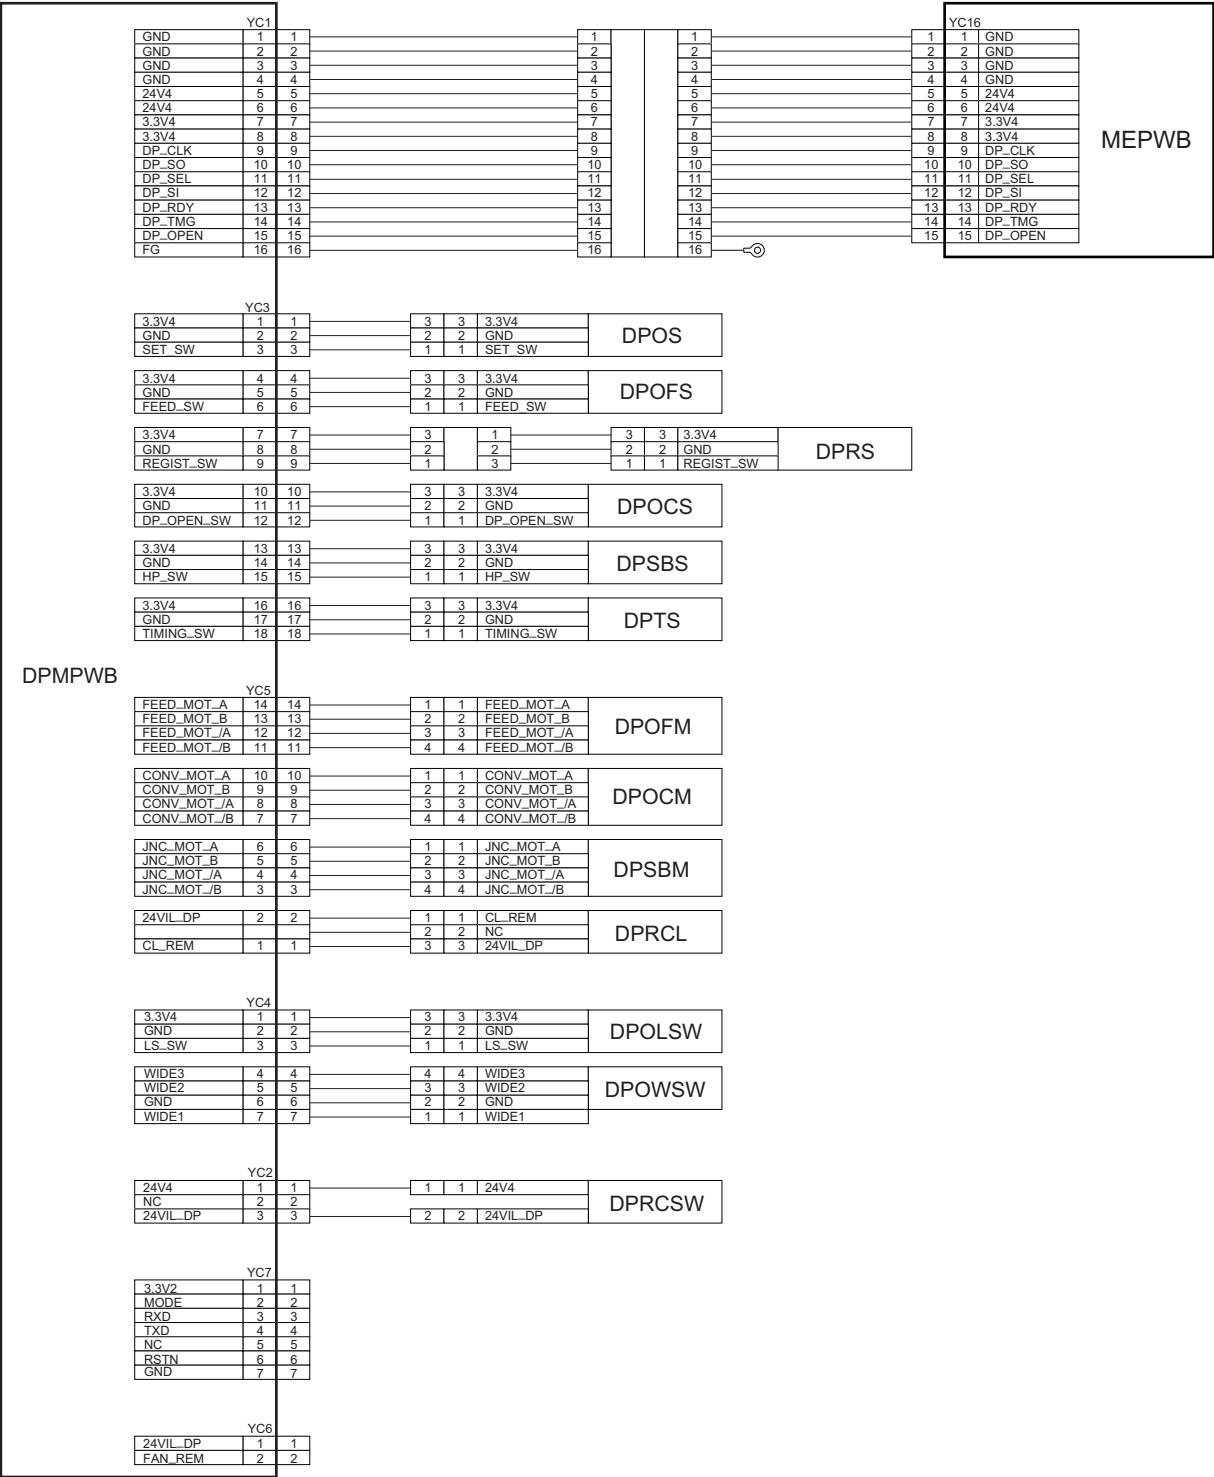 YC1 YC16
GND 1 1 1 1 1 1 GND
GND 2 2 2 2 2 2 GND
GND 3 3 3 3 3 3 GND
GND 4 4 4 4 4 4 GND
24V4 5 5 5 5 5 5 24V4
24V4 6 6 6 6 6 6 24V4
3.3V4 7 7 7 7 7 7 3.3V4
3.3V4 8 8 8 8 8 8 3.3V4
MEPWB
DP_CLK 9 9 9 9 9 9 DP_CLK
DP_SO 10 10 10 10 10 10 DP_SO
DP_SEL 11 11 11 11 11 11 DP_SEL
DP_SI 12 12 12 12 12 12 DP_SI
DP_RDY 13 13 13 13 13 13 DP_RDY
DP_TMG 14 14 14 14 14 14 DP_TMG
DP_OPEN 15 15 15 15 15 15 DP_OPEN
FG 16 16 16 16
YC3
3.3V4 1 1 3 3 3.3V4
GND 2 2 2 2 GND DPOS
SET_SW 3 3 1 1 SET_SW
3.3V4 4 4 3 3 3.3V4
GND 5 5 2 2 GND DPOFS
FEED_SW 6 6 1 1 FEED_SW
3.3V4 7 7 3 1 3 3 3.3V4
GND 8 8 2 2 2 2 GND DPRS
REGIST_SW 9 9 1 3 1 1 REGIST_SW
3.3V4 10 10 3 3 3.3V4
GND 11 11 2 2 GND DPOCS
DP_OPEN_SW 12 12 1 1 DP_OPEN_SW
3.3V4 13 13 3 3 3.3V4
GND 14 14 2 2 GND DPSBS
HP_SW 15 15 1 1 HP_SW
3.3V4 16 16 3 3 3.3V4
GND 17 17 2 2 GND DPTS
TIMING_SW 18 18 1 1 TIMING_SW
DPMPWB
YC5
FEED_MOT_A 14 14 1 1 FEED_MOT_A
FEED_MOT_B 13 13 2 2 FEED_MOT_B
DPOFM
FEED_MOT_/A 12 12 3 3 FEED_MOT_/A
FEED_MOT_/B 11 11 4 4 FEED_MOT_/B
CONV_MOT_A 10 10 1 1 CONV_MOT_A
CONV_MOT_B 9 9 2 2 CONV_MOT_B
DPOCM
CONV_MOT_/A 8 8 3 3 CONV_MOT_/A
CONV_MOT_/B 7 7 4 4 CONV_MOT_/B
JNC_MOT_A 6 6 1 1 JNC_MOT_A
JNC_MOT_B 5 5 2 2 JNC_MOT_B
DPSBM
JNC_MOT_/A 4 4 3 3 JNC_MOT_/A
JNC_MOT_/B 3 3 4 4 JNC_MOT_/B
24VIL_DP 2 2 1 1 CL_REM
2 2 NC DPRCL
CL_REM 1 1 3 3 24VIL_DP
YC4
3.3V4 1 1 3 3 3.3V4
GND 2 2 2 2 GND DPOLSW
LS_SW 3 3 1 1 LS_SW
WIDE3 4 4 4 4 WIDE3
WIDE2 5 5 3 3 WIDE2 DPOWSW
GND 6 6 2 2 GND
WIDE1 7 7 1 1 WIDE1
YC2
24V4 1 1 1 1 24V4
NC 2 2 DPRCSW
24VIL_DP 3 3 2 2 24VIL_DP
YC7
3.3V2 1 1
MODE 2 2
RXD 3 3
TXD 4 4
NC 5 5
RSTN 6 6
GND 7 7
YC6
24VIL_DP 1 1
FAN_REM 2 2